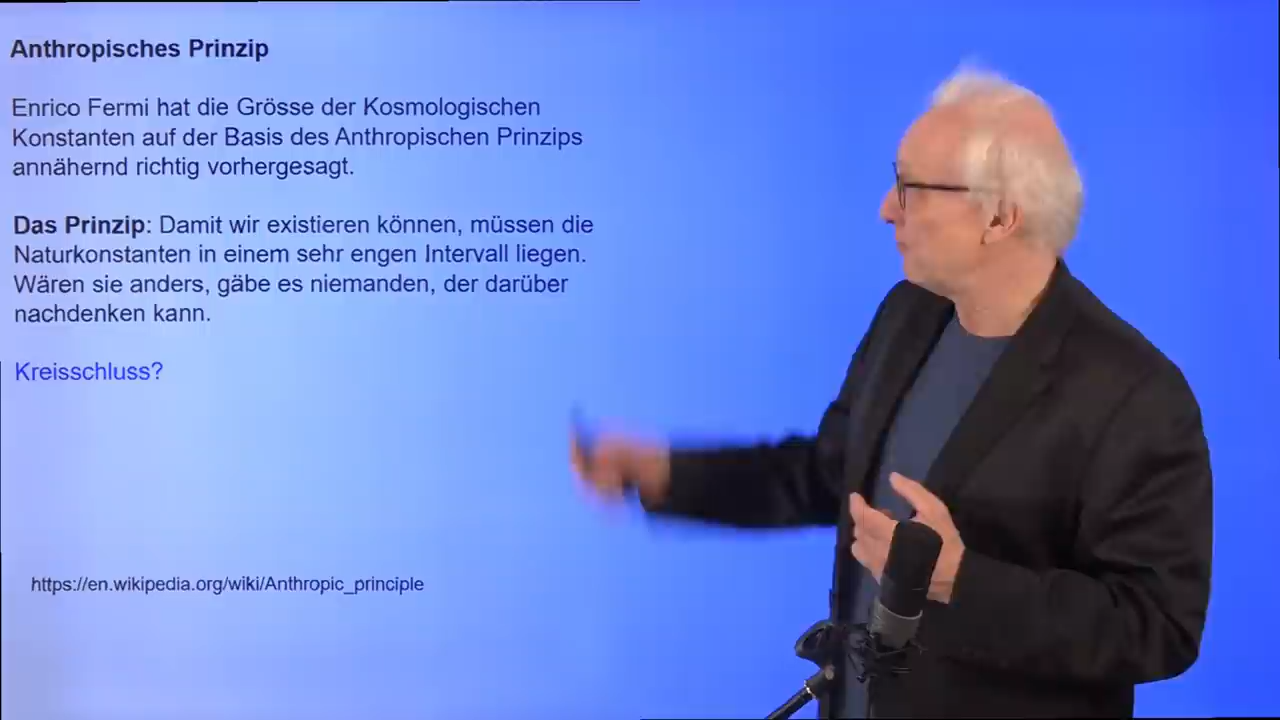 Anthropisches Prinzip
Enrico Fermi hat die Grösse der Kosmologischen
Konstanten auf der Basis des Anthropischen Prinzips
annähernd richtig vorhergesagt.
Das Prinzip: Damit wir existieren können, müssen die
Naturkonstanten in einem sehr engen Intervall liegen.
Wären sie anders, gäbe es niemanden, der darüber
nachdenken kann.
Kreisschluss?
https://en.wikipedia.org/wiki/Anthropic_principle